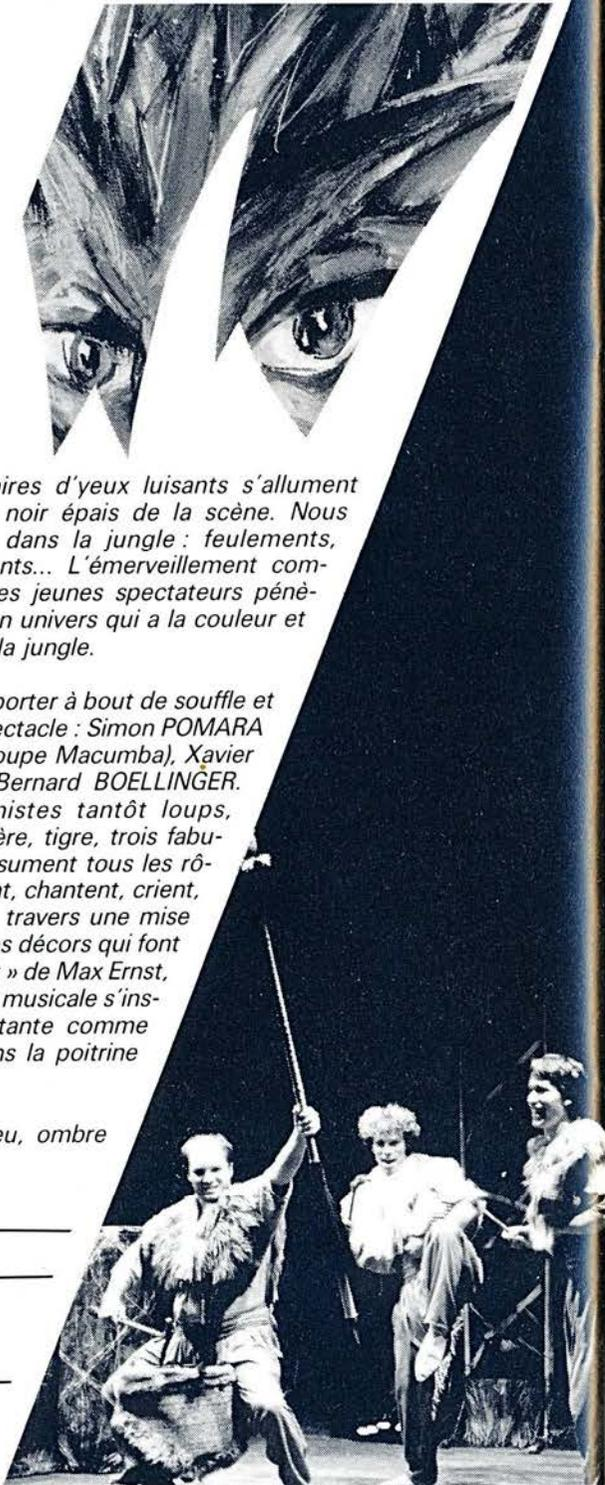 ires d'yeux luisants s'allument
noir épais de la scène. Nous
dans la jungle : feulements,
nts... L'émerveillement com-
es jeunes spectateurs pénè-
n univers qui a la couleur et
la jungle.
porter à bout de souffle et
ectacle : Simon POMARA
oupe Macumba), Xavier
Bernard BOELLINGER.
nistes tantôt loups,
ère, tigre, trois fabu-
sument tous les rô-
nt, chantent, crient,
travers une mise
es décors qui font
» de Max Ernst,
musicale s'ins-
tante comme
ns la poitrine
eu, ombre